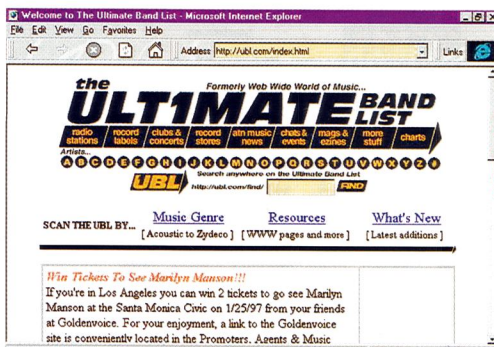 Welcome to The Ultimate Band List - Microsoft Internet Explorer
File Edit View Go Favorites Help
Address http://ubl.com/index.html Links
the Formerly Web Wide World of Music...
ULT1MATE BAND LIST
radio stations record labels clubs & concerts record stores atn music news chats & events mags & ezines more stuff charts
Artists...
A B C D E F G H I J K L M N O P Q R S T U V W X Y Z #
Search anywhere on the Ultimate Band List
UBL http://ubl.com/find/ FIND
SCAN THE UBL BY... Music Genre Resources What's New
[Acoustic to Zydeco] [WWW pages and more] [Latest additions]
Win Tickets To See Marilyn Manson!!!
If you're in Los Angeles you can win 2 tickets to go see Marilyn
Manson at the Santa Monica Civic on 1/25/97 from your friends
at Goldenvoice. For your enjoyment, a link to the Goldenvoice
site is conveniently located in the Promoters, Agents & Music